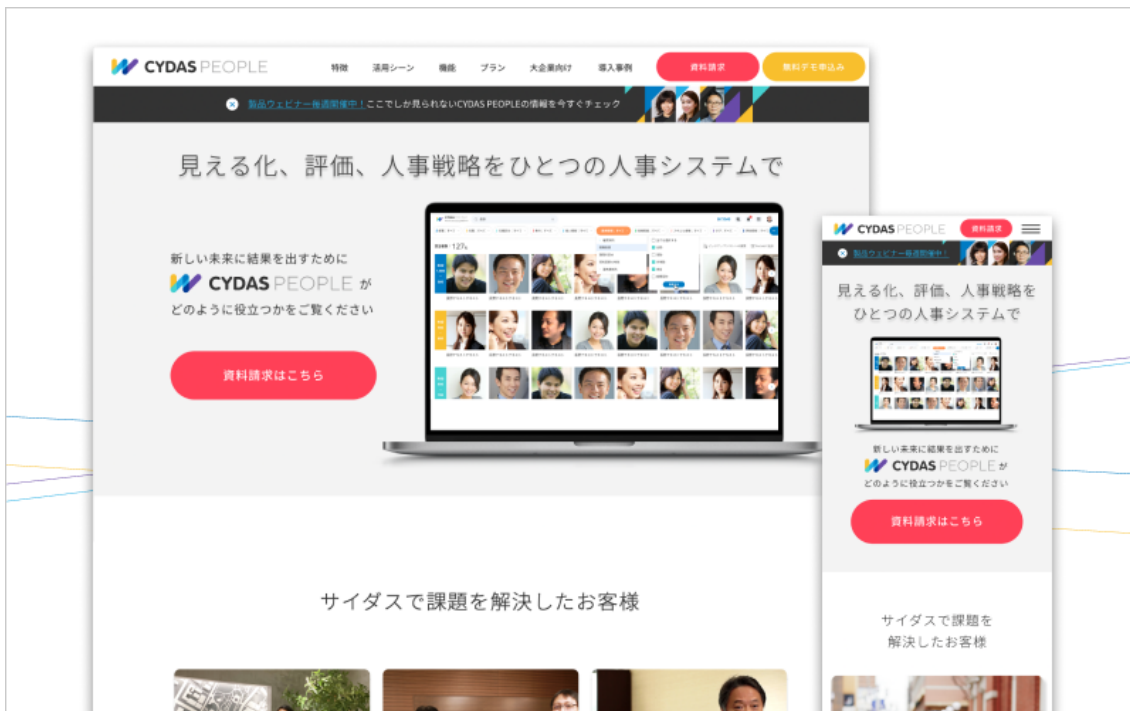 CYDAS PEOPLE
特徴 活用シーン 機能 プラン 大企業向け 導入事例
資料請求
無料デモ申込み
製品ウェビナー毎週開催中！ここでしか見られないCYDAS PEOPLEの情報を今すぐチェック
見える化、評価、人事戦略をひとつの人事システムで
新しい未来に結果を出すために
CYDAS PEOPLE が
どのように役立つかをご覧ください
資料請求はこちら
127
サイダスで課題を解決したお客様
CYDAS PEOPLE
資料請求
製品ウェビナー毎週開催中！
見える化、評価、人事戦略を
ひとつの人事システムで
新しい未来に結果を出すために
CYDAS PEOPLE が
どのように役立つかをご覧ください
資料請求はこちら
サイダスで課題を
解決したお客様